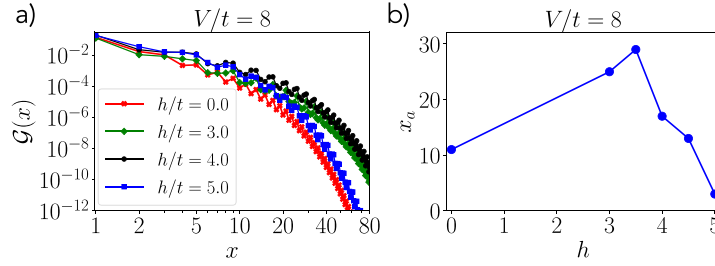 a)
V/t = 8
10^{-2}
10^{-4}
10^{-6}
10^{-8}
10^{-10}
10^{-12}
G(x)
h/t = 0.0
h/t = 3.0
h/t = 4.0
h/t = 5.0
1 2 5 10 20 40 80
x
b)
V/t = 8
30
20
10
0
x_a
0 1 2 3 4 5
h